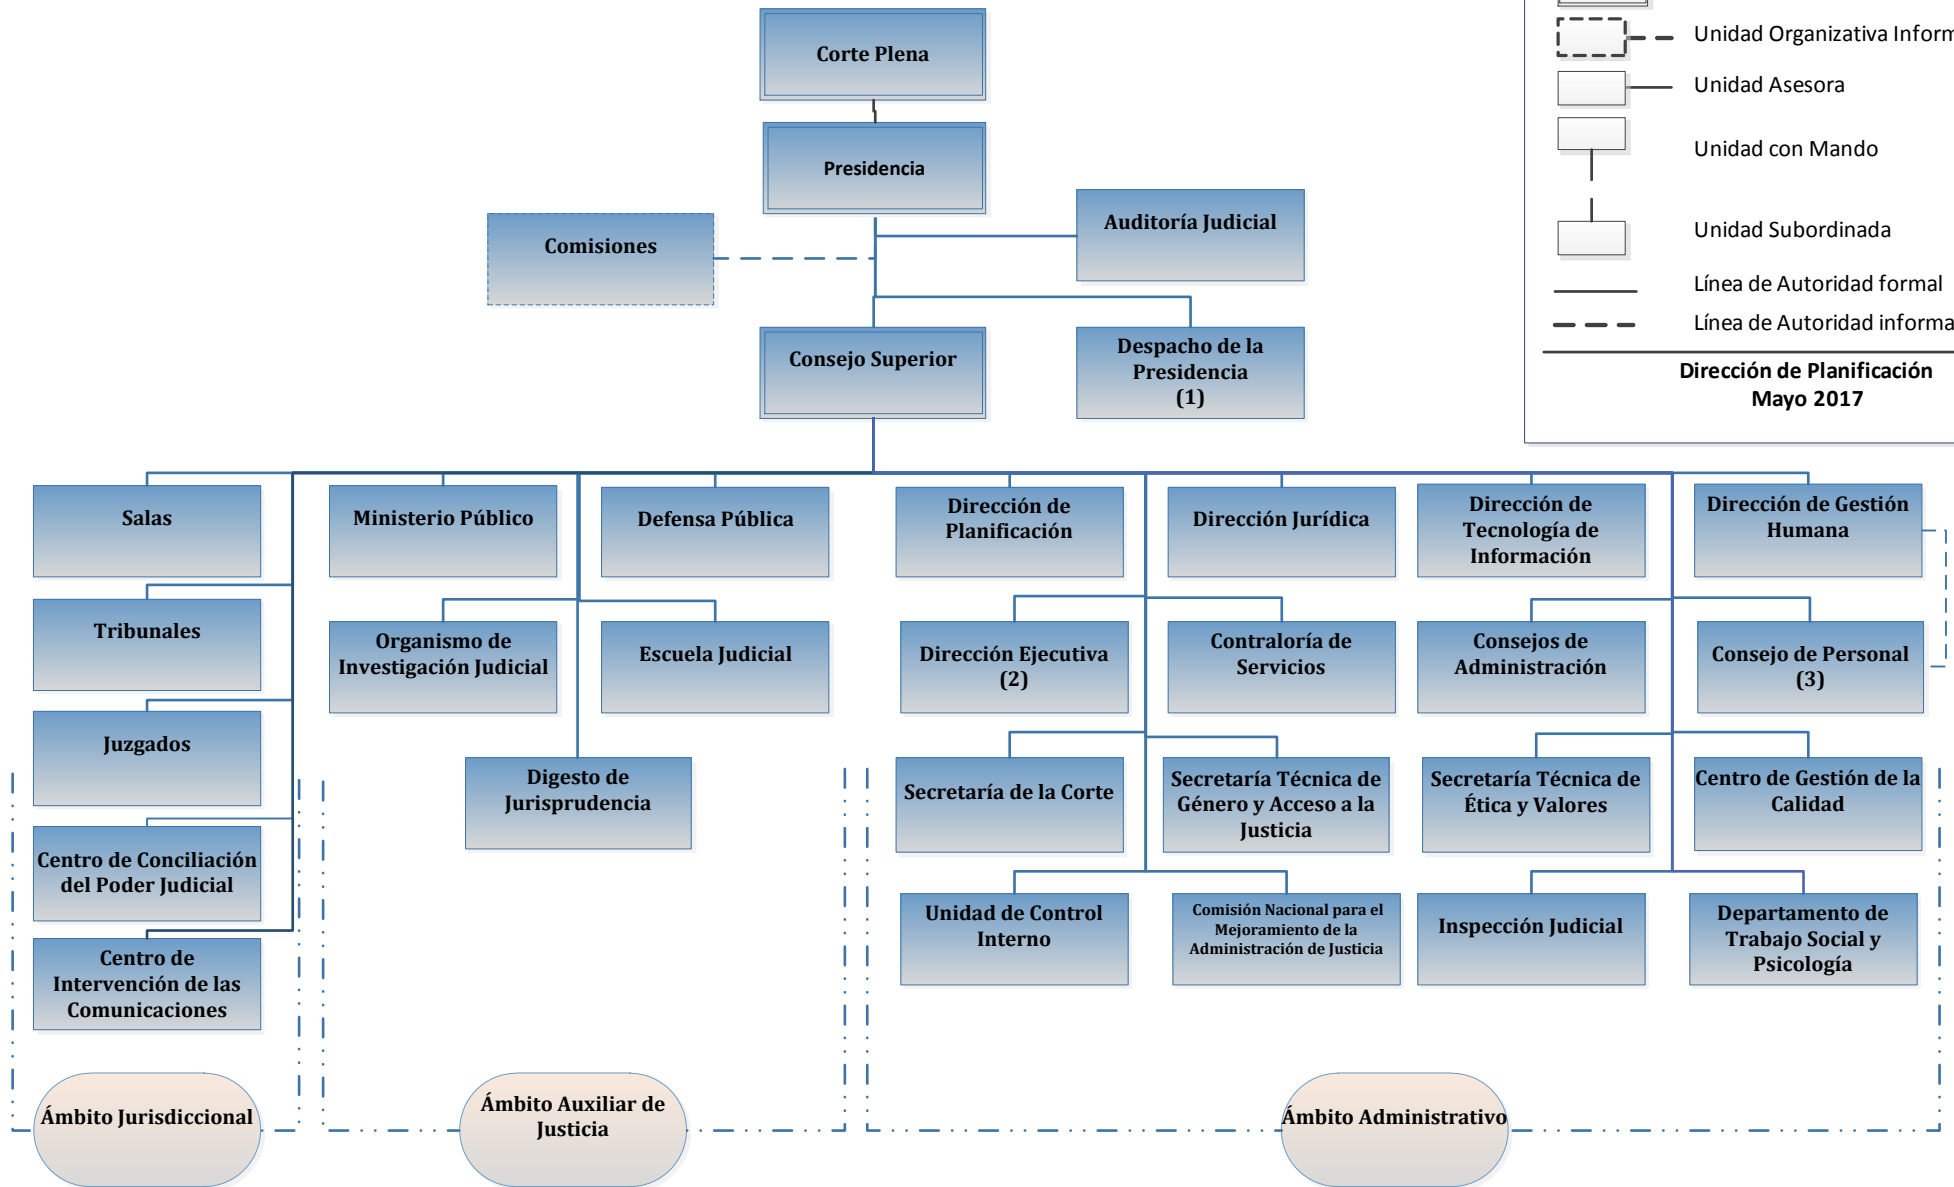 Corte Plena
Presidencia
Comisiones
Auditoría Judicial
Consejo Superior
Despacho de la
Presidencia
(1)
Unidad Organizativa Inform
Unidad Asesora
Unidad con Mando
Unidad Subordinada
Línea de Autoridad formal
Línea de Autoridad informa
Dirección de Planificación
Mayo 2017
Salas
Ministerio Público
Defensa Pública
Dirección de
Planificación
Dirección Jurídica
Dirección de
Tecnología de
Información
Dirección de Gestión
Humana
Tribunales
Organismo de
Investigación Judicial
Escuela Judicial
Dirección Ejecutiva
(2)
Contraloría de
Servicios
Consejos de
Administración
Consejo de Personal
(3)
Juzgados
Digesto de
Jurisprudencia
Secretaría de la Corte
Secretaría Técnica de
Género y Acceso a la
Justicia
Secretaría Técnica de
Ética y Valores
Centro de Gestión de la
Calidad
Centro de Conciliación
del Poder Judicial
Unidad de Control
Interno
Comisión Nacional para el
Mejoramiento de la
Administración de Justicia
Inspección Judicial
Departamento de
Trabajo Social y
Psicología
Centro de
Intervención de las
Comunicaciones
Ámbito Jurisdiccional
Ámbito Auxiliar de
Justicia
Ámbito Administrativo